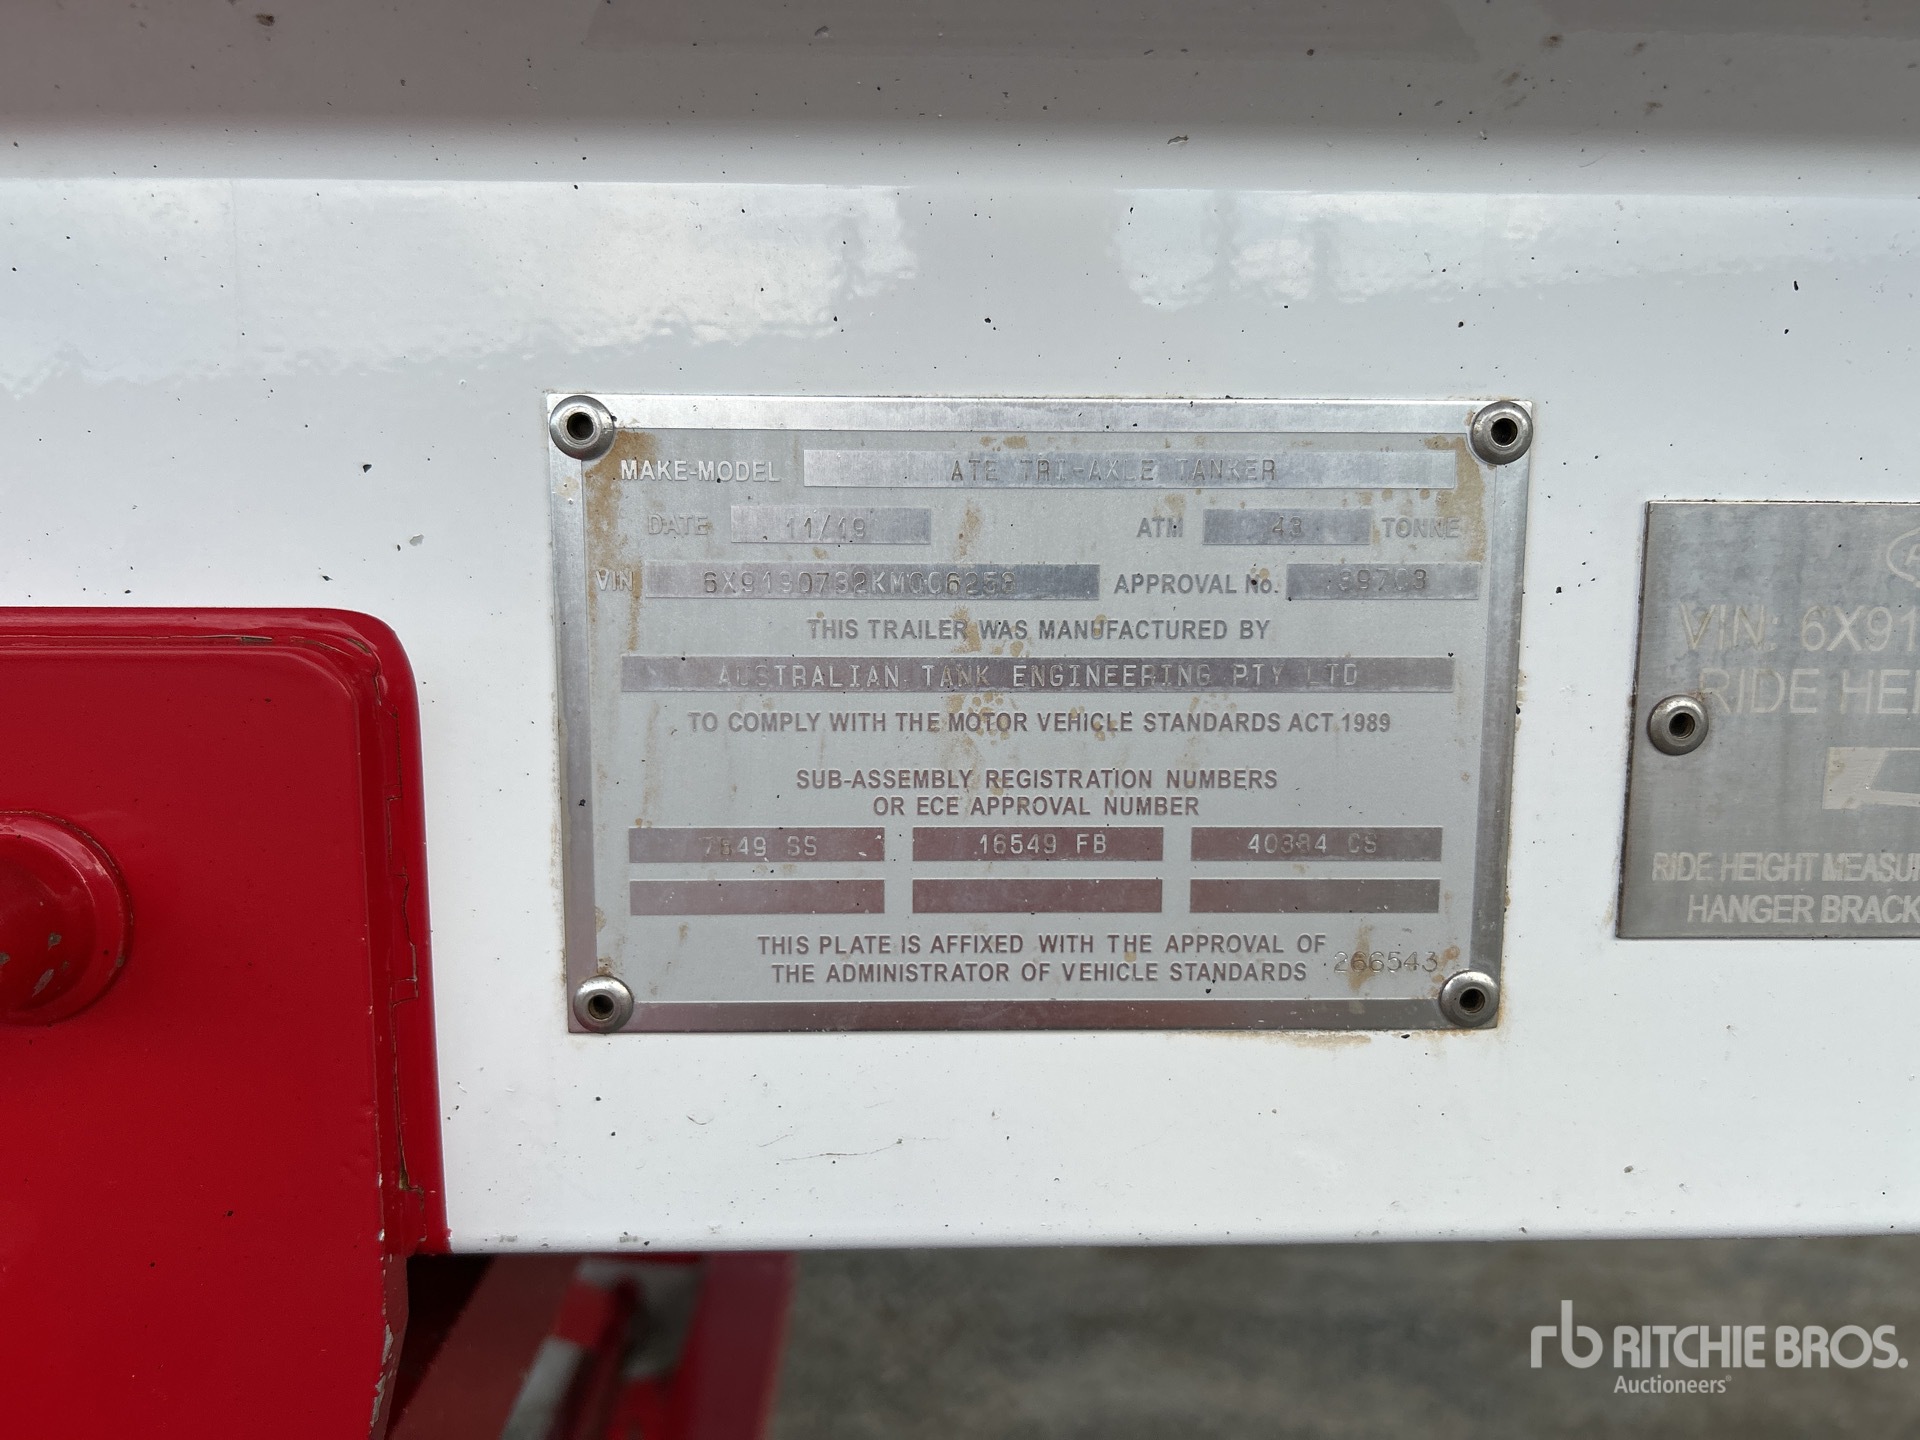 MAKE-MODEL ATE TRI-AXLE TANKER
DATE 11/19 ATM 43 TONNE
VIN APPROVAL No.
THIS TRAILER WAS MANUFACTURED BY
AUSTRALIAN TANK ENGINEERING PTY LTD
TO COMPLY WITH THE MOTOR VEHICLE STANDARDS ACT 1989
SUB-ASSEMBLY REGISTRATION NUMBERS
OR ECE APPROVAL NUMBER
SS 16549 FB 40384 CS
THIS PLATE IS AFFIXED WITH THE APPROVAL OF
THE ADMINISTRATOR OF VEHICLE STANDARDS 266543
VIN: 6X91
RIDE HEI
RIDE HEIGHT MEASU
HANGER BRACK
rb RITCHIE BROS.
Auctioneers